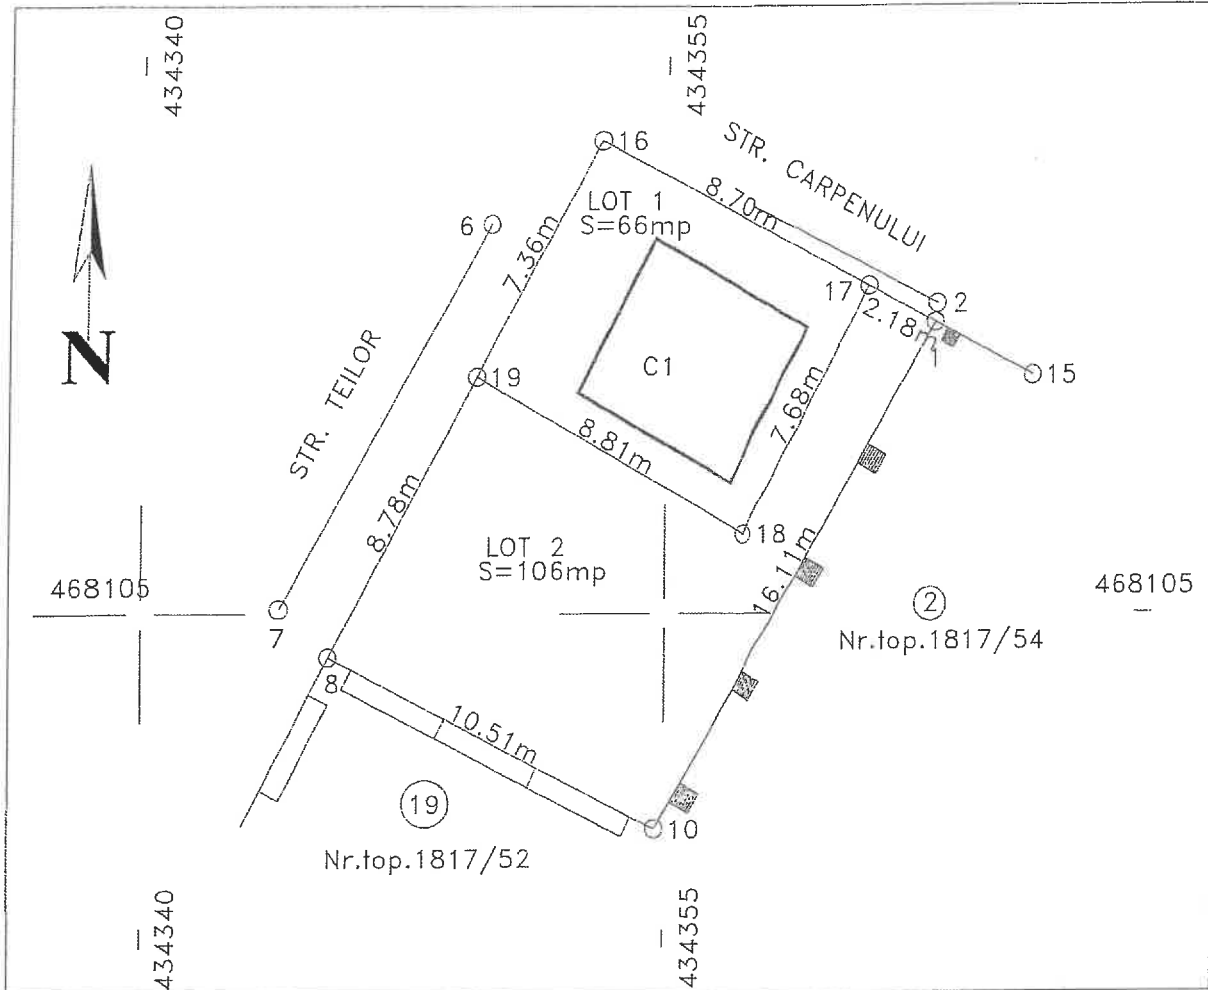 434340
434355
16
STR. CARPENULUI
8.70m
LOT 1
S=66mp
6
7.36m
17
2
2.18m
1
15
N
STR. TEILOR
19
C1
7.68m
8.81m
8.78m
18
LOT 2
S=106mp
16.11m
468105
468105
7
2
Nr.top.1817/54
8
10.51m
19
10
Nr.top.1817/52
434340
434355